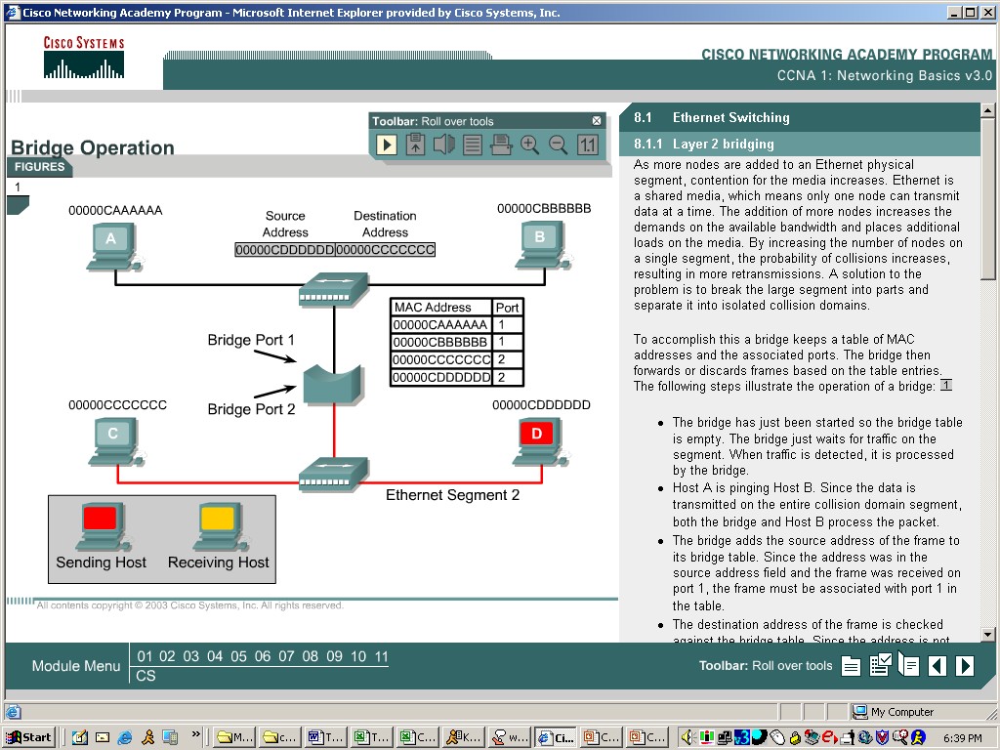 Cisco Networking Academy Program - Microsoft Internet Explorer provided by Cisco Systems, Inc.
CISCO SYSTEMS
CISCO NETWORKING ACADEMY PROGRAM
CCNA 1: Networking Basics v3.0
Toolbar: Roll over tools
1:1
Bridge Operation
FIGURES
1
00000CAAAAAA
A
Source Address
Destination Address
00000CDDDDDD 00000CCCCCCC
00000CBBBBBB
B
MAC Address Port
00000CAAAAAA 1
00000CBBBBBB 1
00000CCCCCCC 2
00000CDDDDDD 2
Bridge Port 1
Bridge Port 2
00000CCCCCCC
C
00000CDDDDDD
D
Ethernet Segment 2
Sending Host
Receiving Host
All contents copyright © 2003 Cisco Systems, Inc. All rights reserved.
8.1 Ethernet Switching
8.1.1 Layer 2 bridging
As more nodes are added to an Ethernet physical
segment, contention for the media increases. Ethernet is
a shared media, which means only one node can transmit
data at a time. The addition of more nodes increases the
demands on the available bandwidth and places additional
loads on the media. By increasing the number of nodes on
a single segment, the probability of collisions increases,
resulting in more retransmissions. A solution to the
problem is to break the large segment into parts and
separate it into isolated collision domains.
To accomplish this a bridge keeps a table of MAC
addresses and the associated ports. The bridge then
forwards or discards frames based on the table entries.
The following steps illustrate the operation of a bridge: 1
• The bridge has just been started so the bridge table
is empty. The bridge just waits for traffic on the
segment. When traffic is detected, it is processed
by the bridge.
• Host A is pinging Host B. Since the data is
transmitted on the entire collision domain segment,
both the bridge and Host B process the packet.
• The bridge adds the source address of the frame to
its bridge table. Since the address was in the
source address field and the frame was received on
port 1, the frame must be associated with port 1 in
the table.
• The destination address of the frame is checked
against the bridge table. Since the address is not
Module Menu
01 02 03 04 05 06 07 08 09 10 11
CS
Toolbar: Roll over tools
My Computer
Start
»
M...
c...
T...
T...
C...
K...
w...
Ci...
C...
C...
6:39 PM